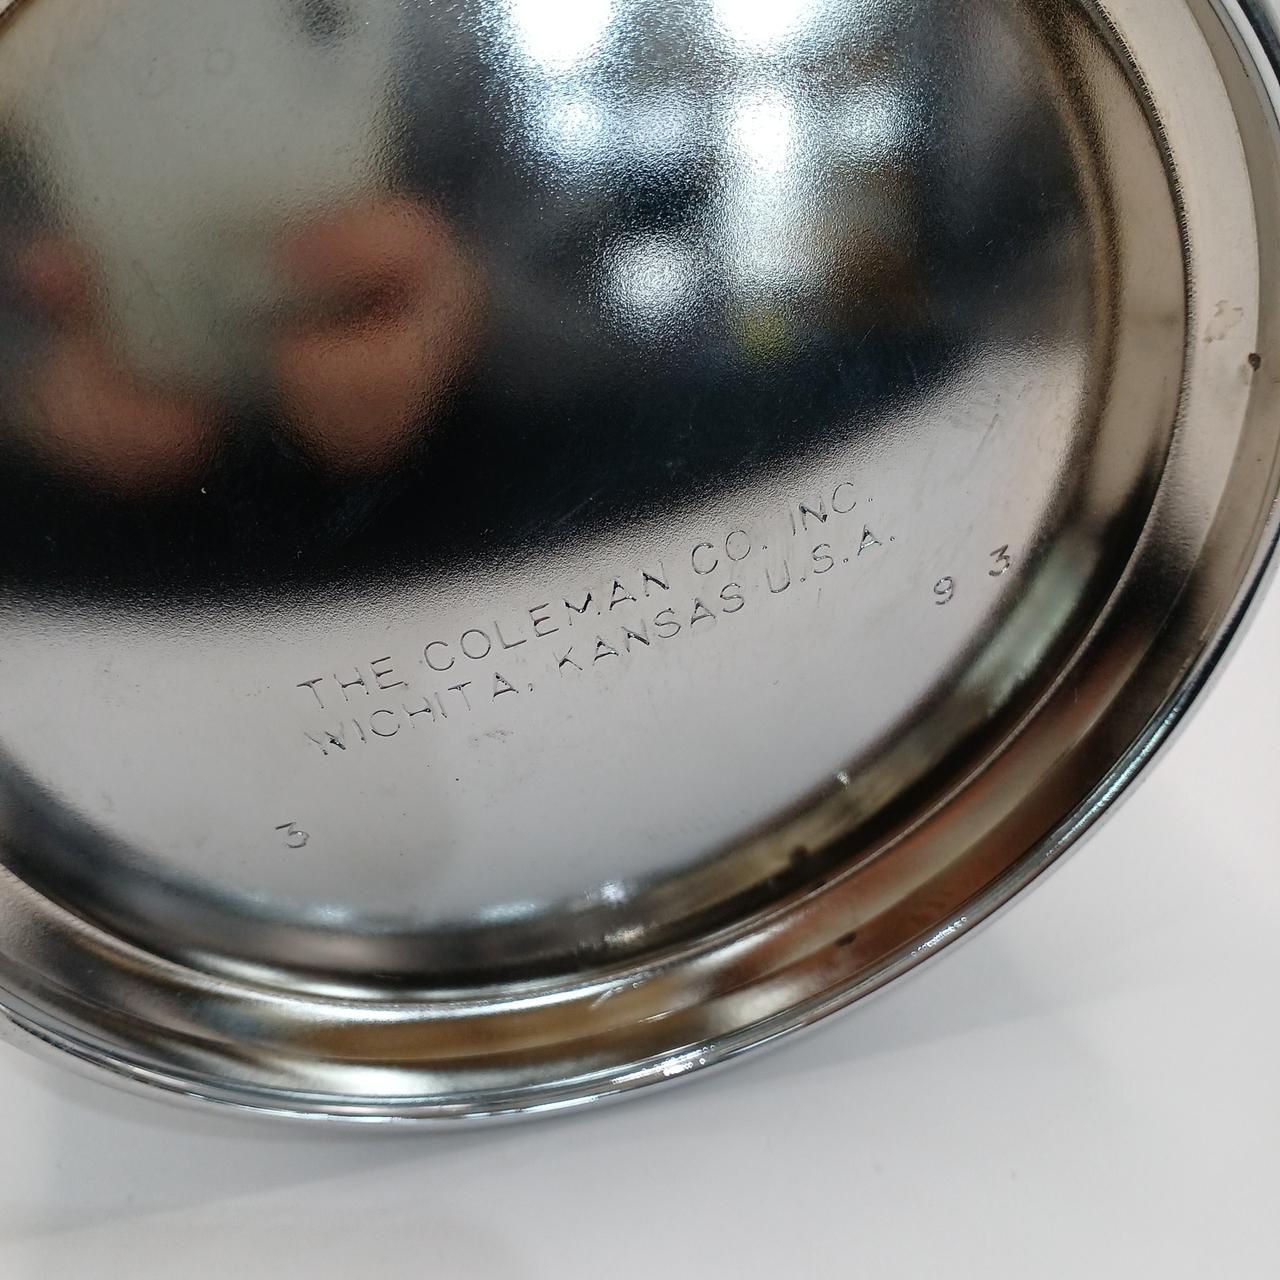 THE COLEMAN CO. INC.
WICHITA, KANSAS U.S.A.
9 3
3